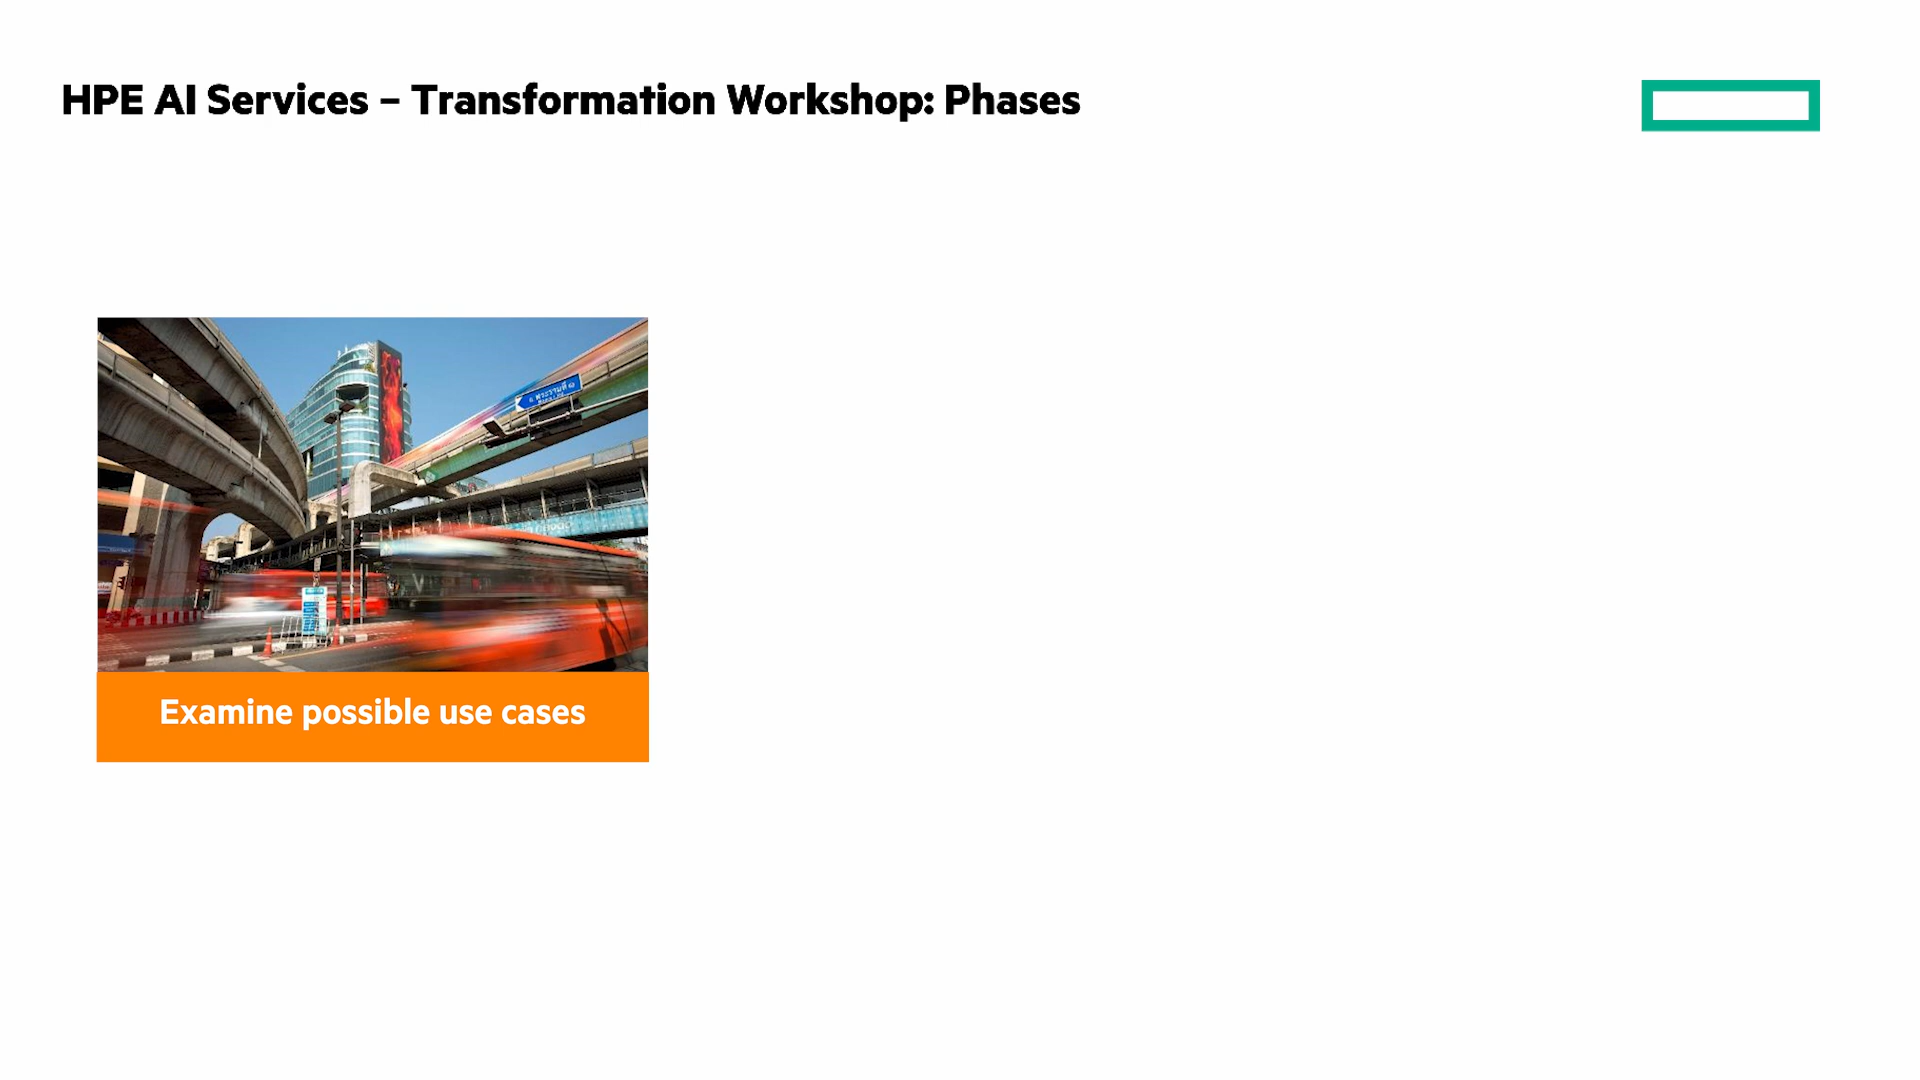 HPE AI Services – Transformation Workshop: Phases
Examine possible use cases